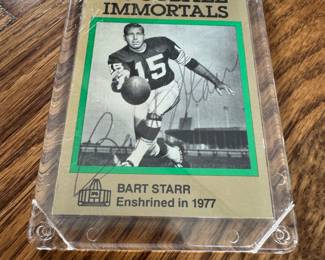 IMMORTALS
15
BART STARR
Enshrined in 1977